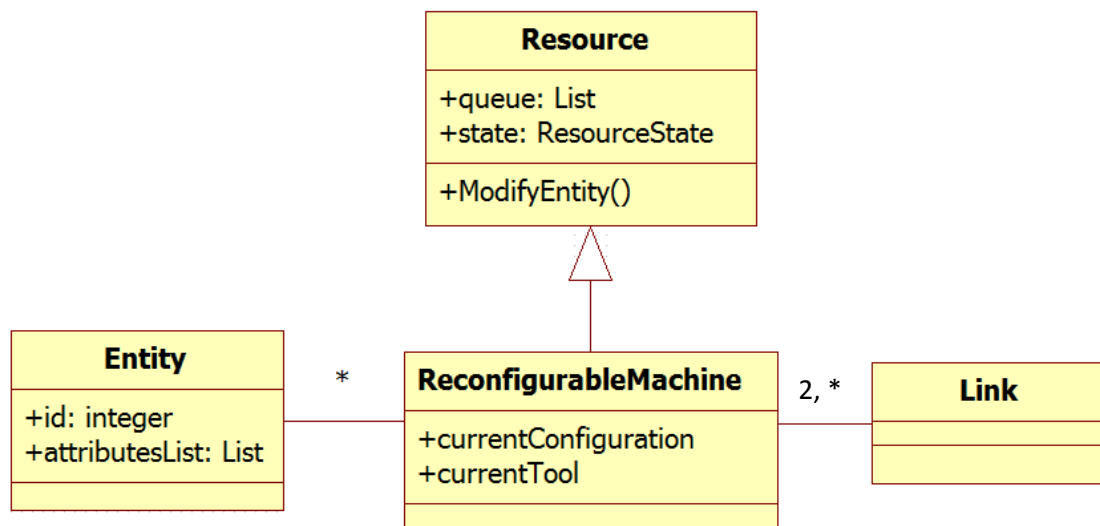 Resource
+queue: List
+state: ResourceState
+ModifyEntity()
Entity
+id: integer
+attributesList: List
*
ReconfigurableMachine
+currentConfiguration
+currentTool
2, *
Link